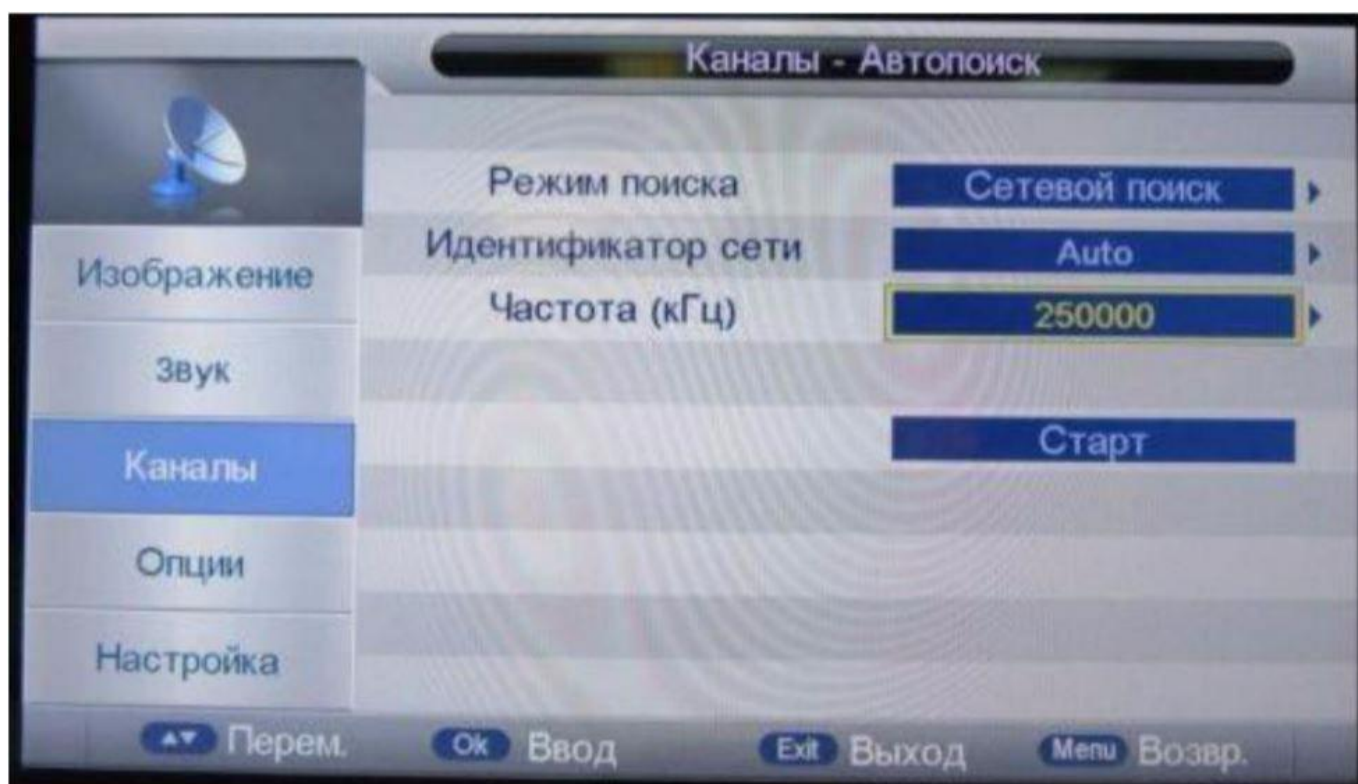 Каналы - Автопоиск
Режим поиска Сетевой поиск
Идентификатор сети Auto
Частота (кГц) 250000
Старт
Изображение
Звук
Каналы
Опции
Настройка
Перем. Ok Ввод Exit Выход Menu Возвр.